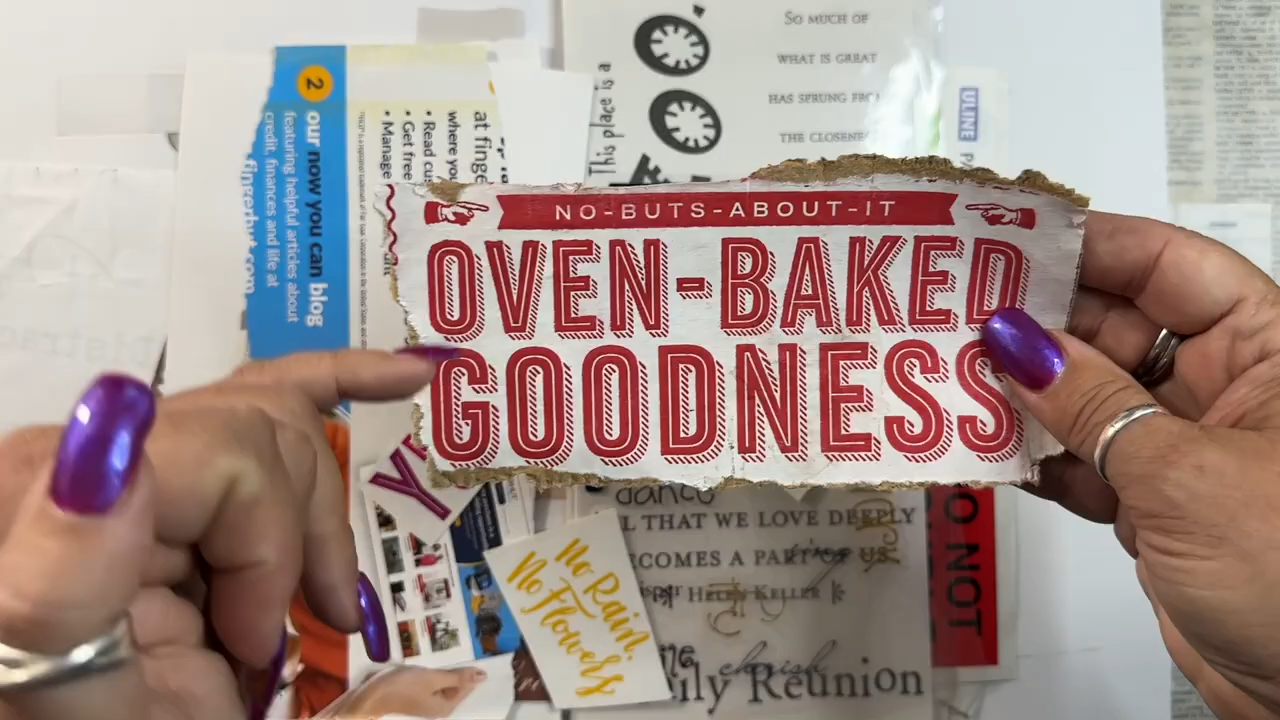 NO-BUTS-ABOUT-IT
OVEN-BAKED
GOODNESS
2
our now you can blog
featuring helpful articles about
credit, finances and life at
fingerhut.com
at finge
where yo
• Read cus
• Get free
• Manage
This place is a
SO MUCH OF
WHAT IS GREAT
HAS SPRUNG FRO
THE CLOSENE
ULINE
dance
L THAT WE LOVE DEEPLY
ECOMES A PART OF US
HELEN KELLER
cherish
ily Reunion
No Rain.
No Flowers
O NOT